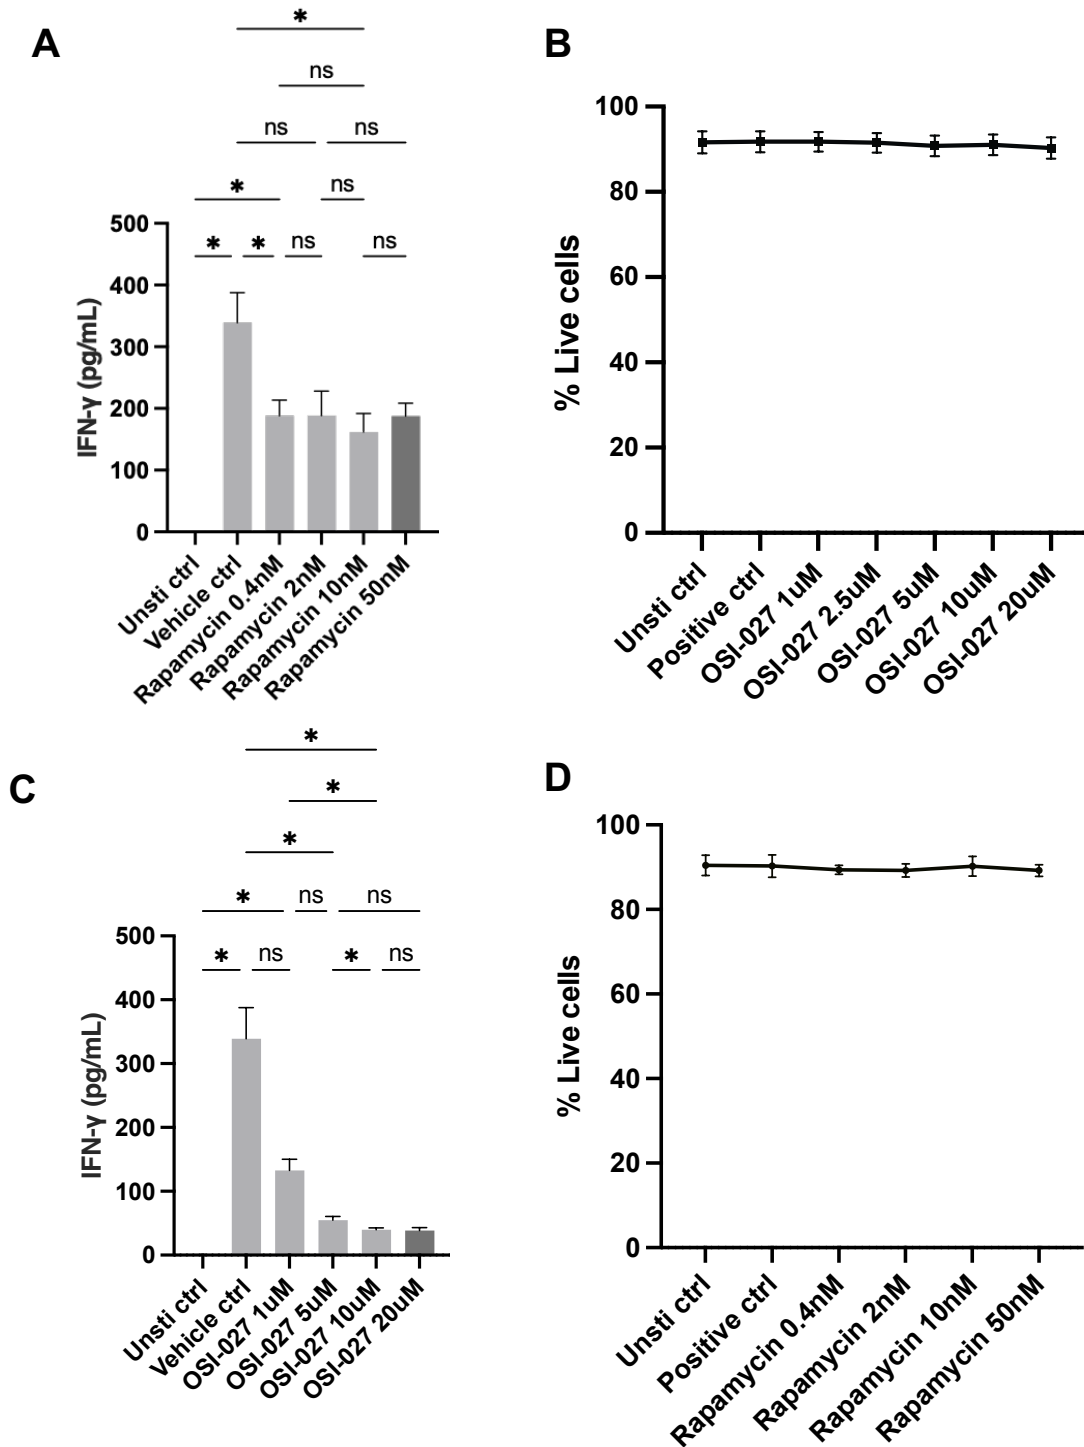 A
*
ns
ns ns
* ns
* * ns ns
500
400
300
200
100
0
IFN-γ (pg/mL)
Unsti ctrl
Vehicle ctrl
Rapamycin 0.4nM
Rapamycin 2nM
Rapamycin 10nM
Rapamycin 50nM
B
100
80
60
40
20
0
% Live cells
Unsti ctrl
Positive ctrl
OSI-027 1uM
OSI-027 2.5uM
OSI-027 5uM
OSI-027 10uM
OSI-027 20uM
C
*
*
*
* ns ns
* ns * ns
500
400
300
200
100
0
IFN-γ (pg/mL)
Unsti ctrl
Vehicle ctrl
OSI-027 1uM
OSI-027 5uM
OSI-027 10uM
OSI-027 20uM
D
100
80
60
40
20
0
% Live cells
Unsti ctrl
Positive ctrl
Rapamycin 0.4nM
Rapamycin 2nM
Rapamycin 10nM
Rapamycin 50nM